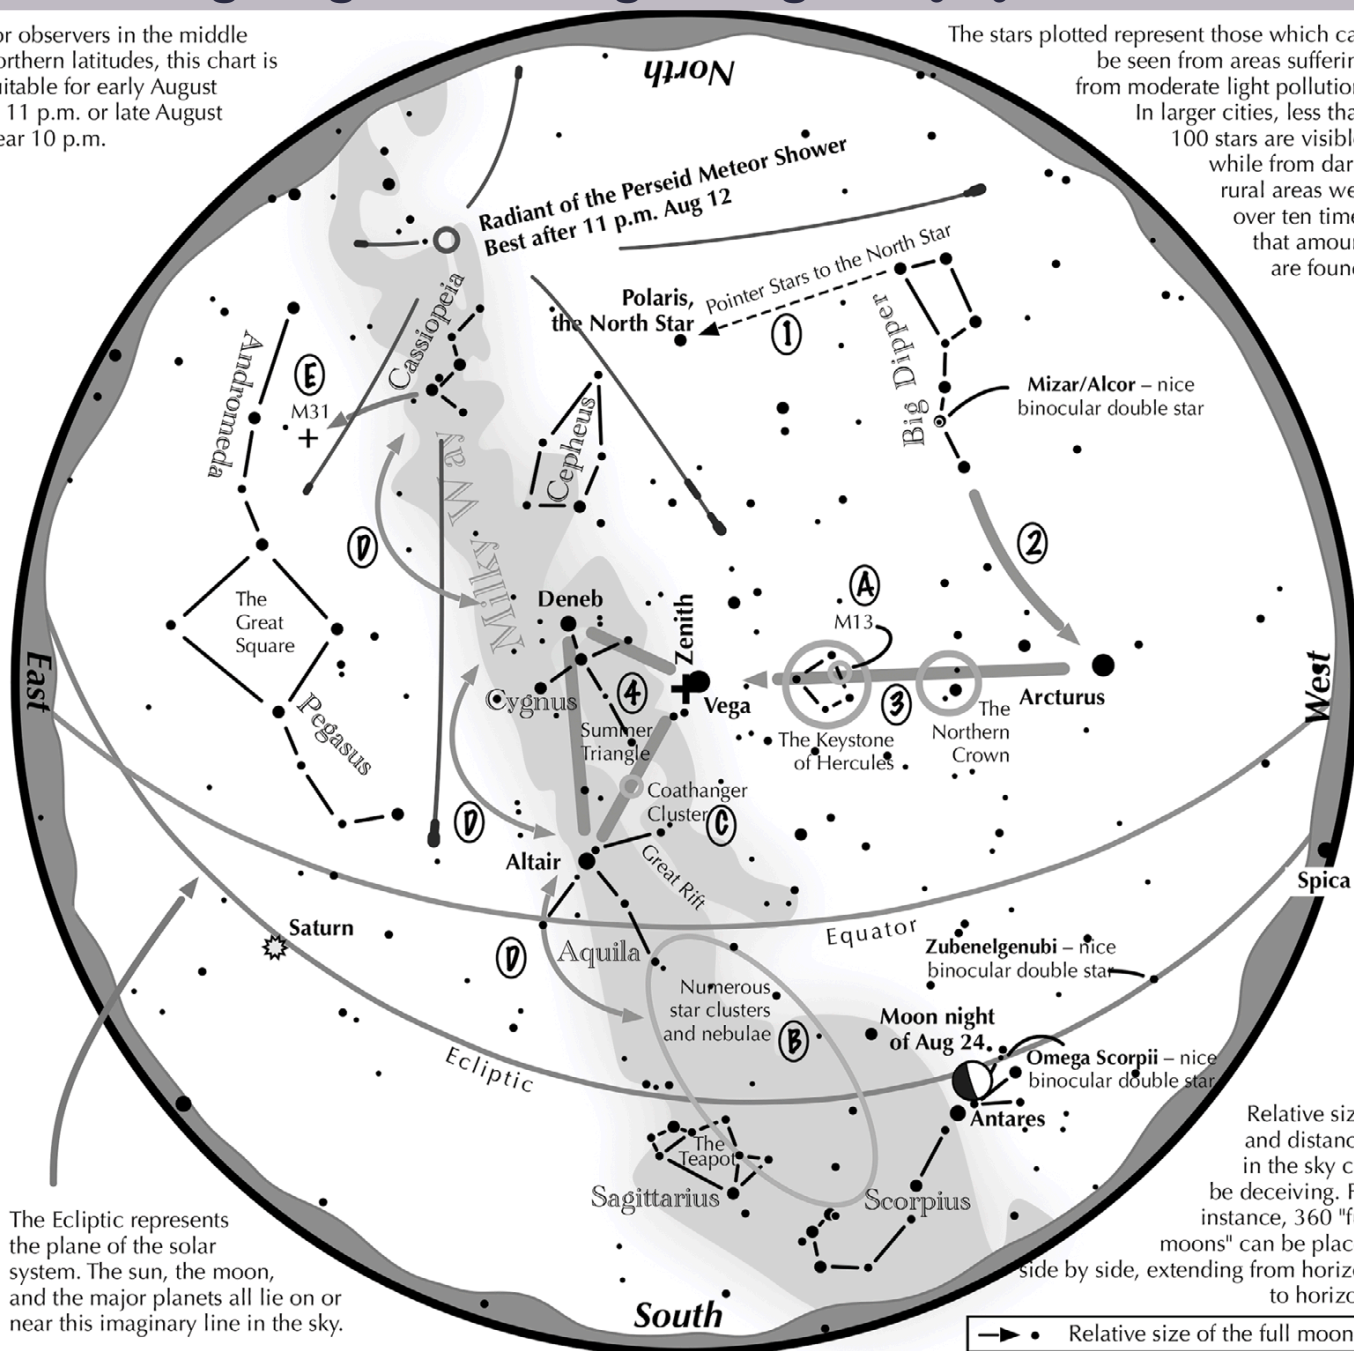 or observers in the middle
orthern latitudes, this chart is
uitable for early August
11 p.m. or late August
ear 10 p.m.
The stars plotted represent those which ca
be seen from areas sufferin
from moderate light pollution
In larger cities, less tha
100 stars are visibl
while from dar
rural areas we
over ten time
that amoun
are foun
North
Radiant of the Perseid Meteor Shower
Best after 11 p.m. Aug 12
Pointer Stars to the North Star
Polaris,
the North Star
1
Big Dipper
Mizar/Alcor – nice
binocular double star
Cassiopeia
Andromeda
E
M31
Cepheus
Milky Way
D
2
A
M13
The
Great
Square
Deneb
Zenith
East
West
Cygnus
4
Vega
3
Arcturus
Pegasus
Summer
Triangle
The Keystone
of Hercules
The
Northern
Crown
Coathanger
Cluster
C
D
Altair
Great Rift
Spica
Saturn
Equator
Aquila
D
Zubenelgenubi – nice
binocular double star
Numerous
star clusters
and nebulae
B
Moon night
of Aug 24
Ecliptic
Omega Scorpii – nice
binocular double star
Antares
The
Teapot
Sagittarius
Scorpius
Relative siz
and distanc
in the sky c
be deceiving. F
instance, 360 "f
moons" can be plac
side by side, extending from horiz
to horiz
The Ecliptic represents
the plane of the solar
system. The sun, the moon,
and the major planets all lie on or
near this imaginary line in the sky.
South
Relative size of the full moon